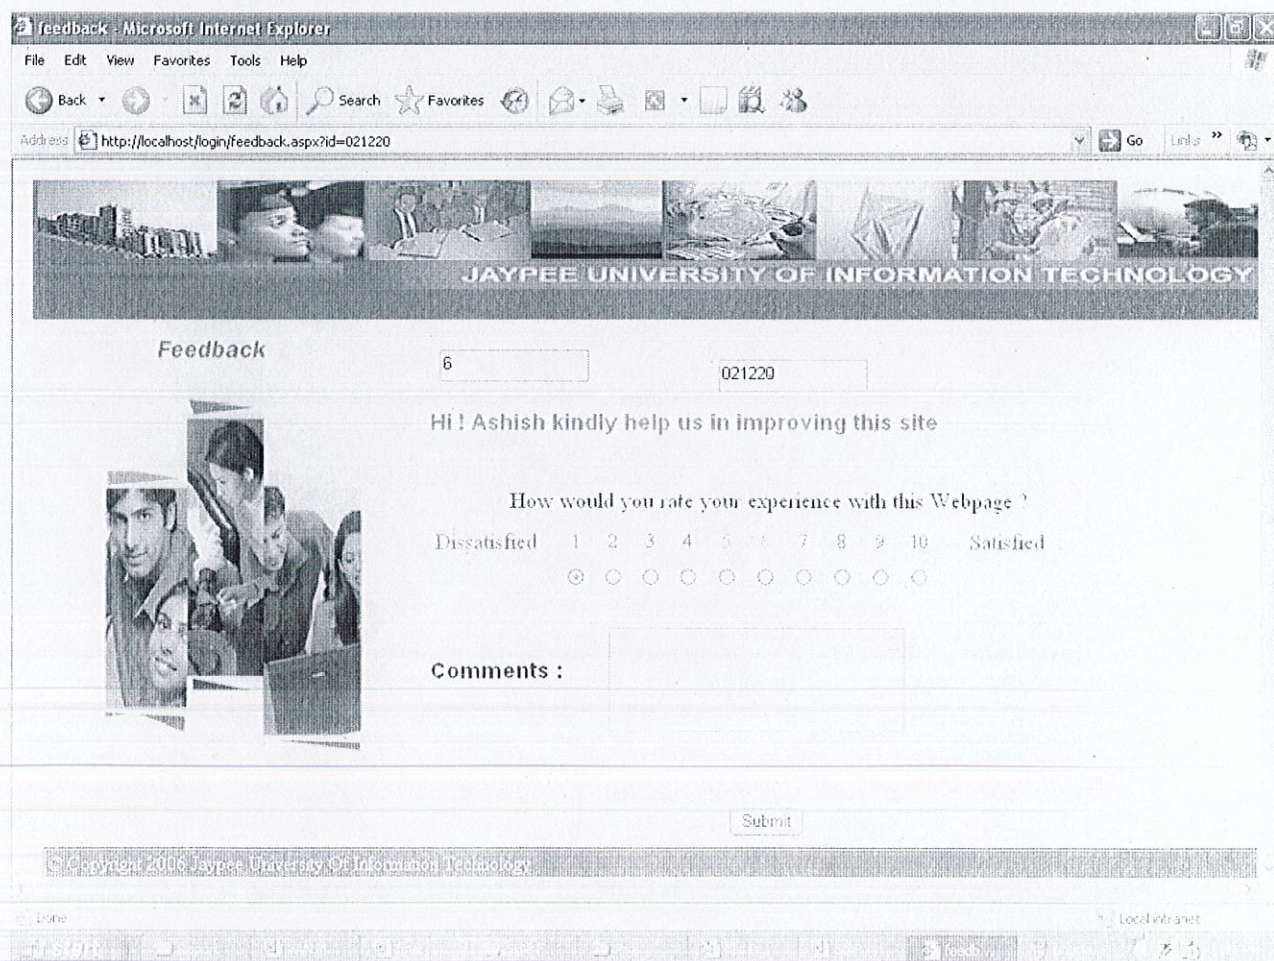 feedback - Microsoft Internet Explorer
File Edit View Favorites Tools Help
Back Search Favorites
Address http://localhost/login/feedback.aspx?id=021220 Go Links »
JAYPEE UNIVERSITY OF INFORMATION TECHNOLOGY
Feedback
6
021220
Hi ! Ashish kindly help us in improving this site
How would you rate your experience with this Webpage ?
Dissatisfied 1 2 3 4 5 7 8 9 10 Satisfied
Comments :
Submit
© Copyright 2006 Jaypee University Of Information Technology
Done Local intranet